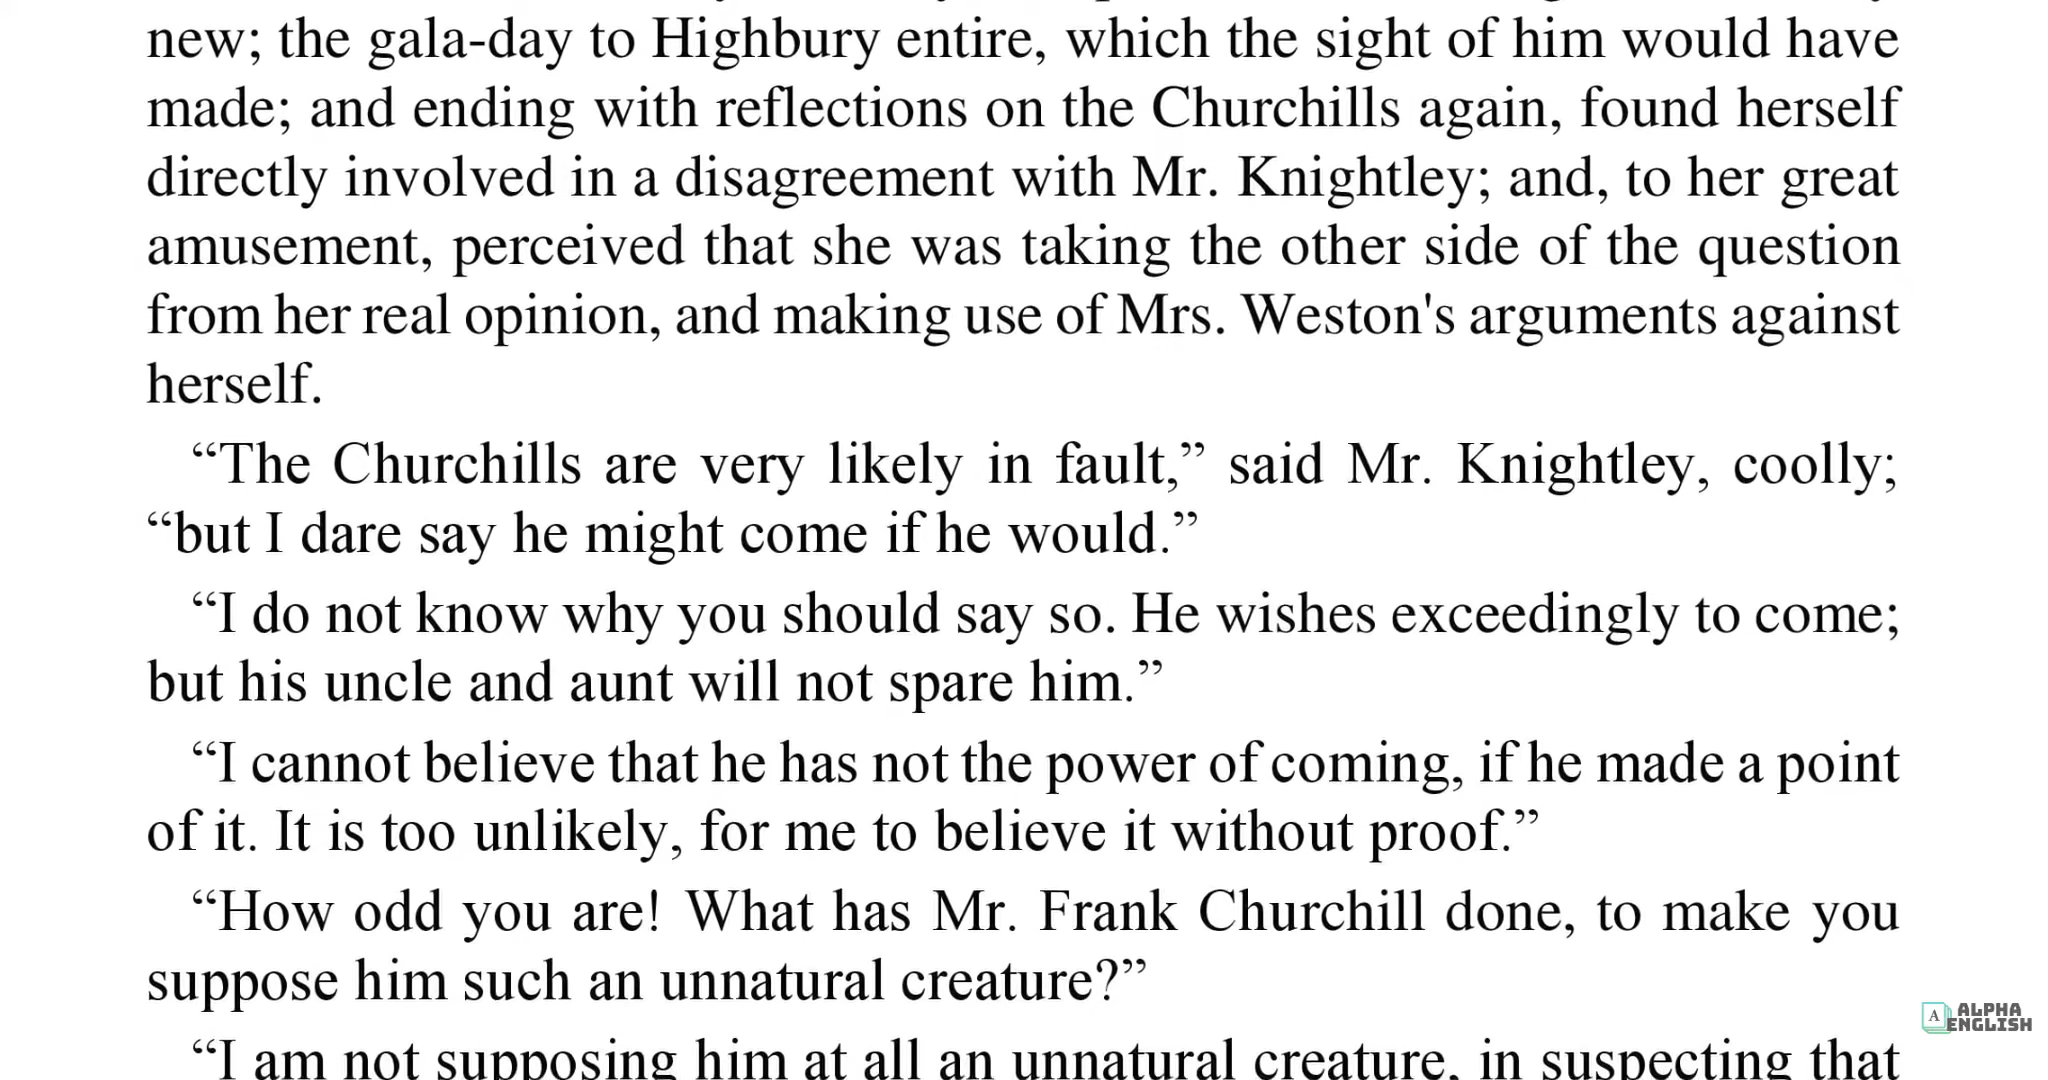 new; the gala-day to Highbury entire, which the sight of him would have
made; and ending with reflections on the Churchills again, found herself
directly involved in a disagreement with Mr. Knightley; and, to her great
amusement, perceived that she was taking the other side of the question
from her real opinion, and making use of Mrs. Weston's arguments against
herself.
“The Churchills are very likely in fault,” said Mr. Knightley, coolly;
“but I dare say he might come if he would.”
“I do not know why you should say so. He wishes exceedingly to come;
but his uncle and aunt will not spare him.”
“I cannot believe that he has not the power of coming, if he made a point
of it. It is too unlikely, for me to believe it without proof.”
“How odd you are! What has Mr. Frank Churchill done, to make you
suppose him such an unnatural creature?”
“I am not supposing him at all an unnatural creature, in suspecting that
A ALPHA
ENGLISH